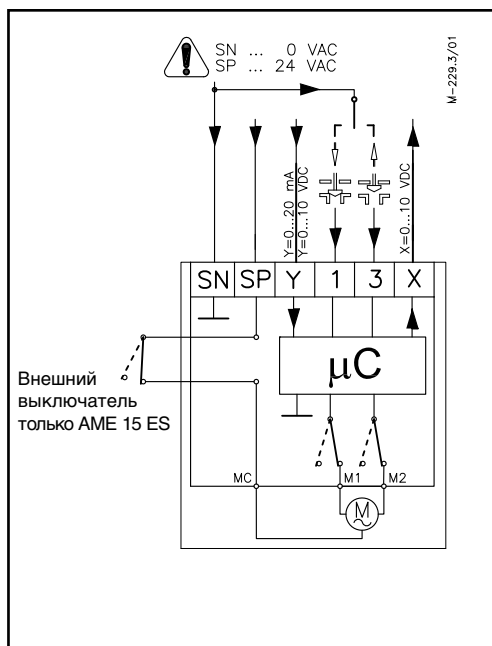 SN ... 0 VAC
SP ... 24 VAC
M-229.3/01
Y=0...20 mA
Y=0...10 VDC
X=0...10 VDC
SN SP Y 1 3 X
µC
Внешний
выключатель
только AME 15 ES
MC M1 M2
M